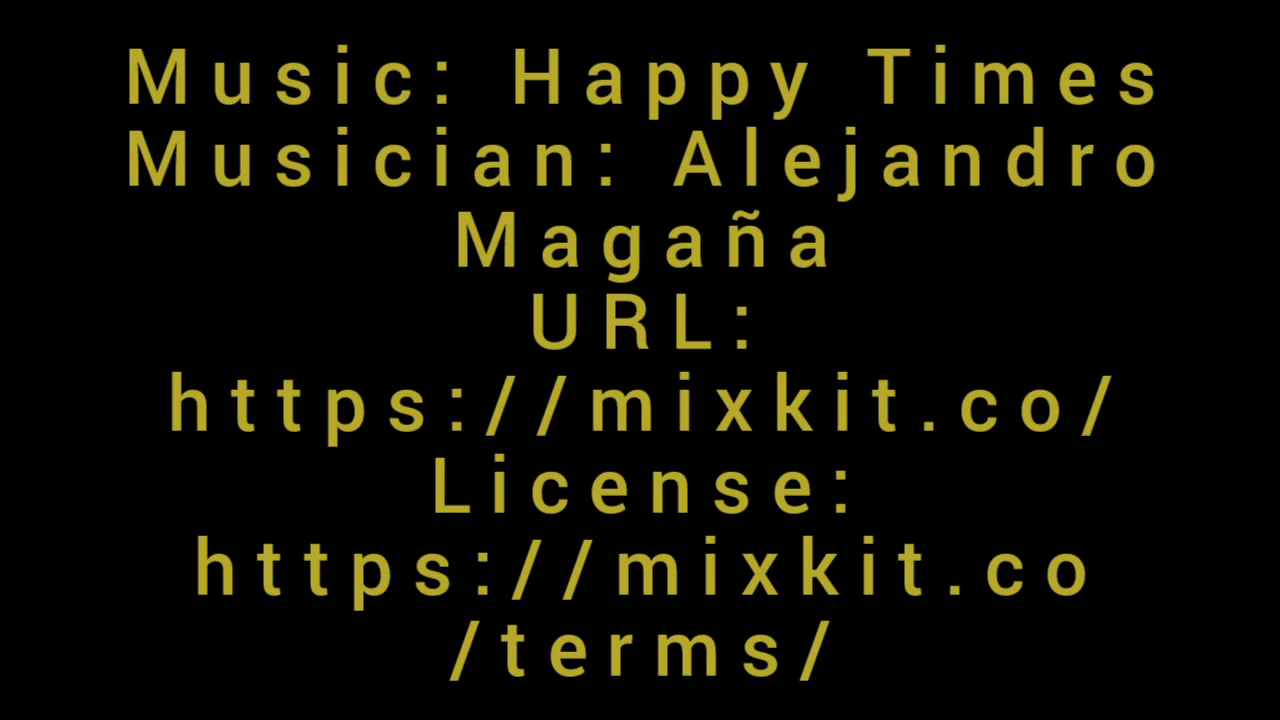 Music: Happy Times
Musician: Alejandro
Magaña
URL:
https://mixkit.co/
License:
https://mixkit.co
/terms/